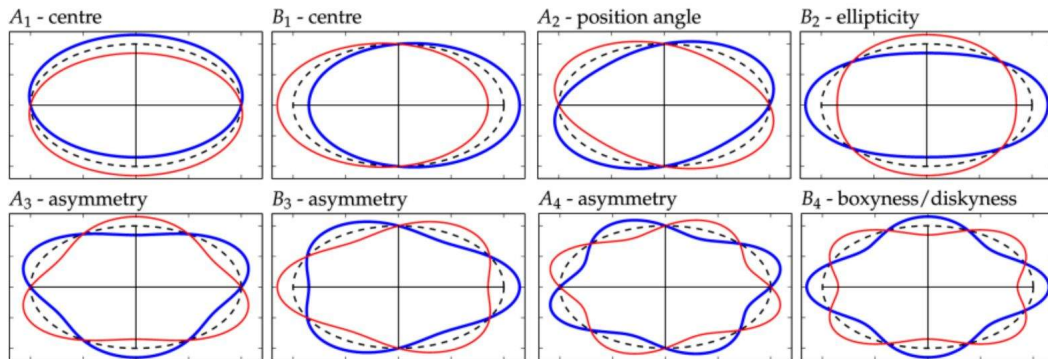 A₁ - centre
B₁ - centre
A₂ - position angle
B₂ - ellipticity
A₃ - asymmetry
B₃ - asymmetry
A₄ - asymmetry
B₄ - boxyness/diskyness